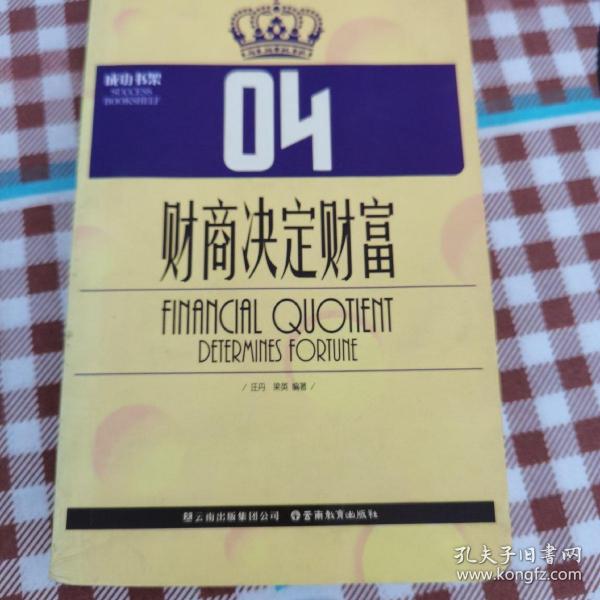 成功书架
SUCCESS
BOOKSHELF
04
财商决定财富
FINANCIAL QUOTIENT
DETERMINES FORTUNE
/ 汪丹 梁英 编著 /
云南出版集团公司 云南教育出版社
孔夫子旧书网
www.kongfz.com